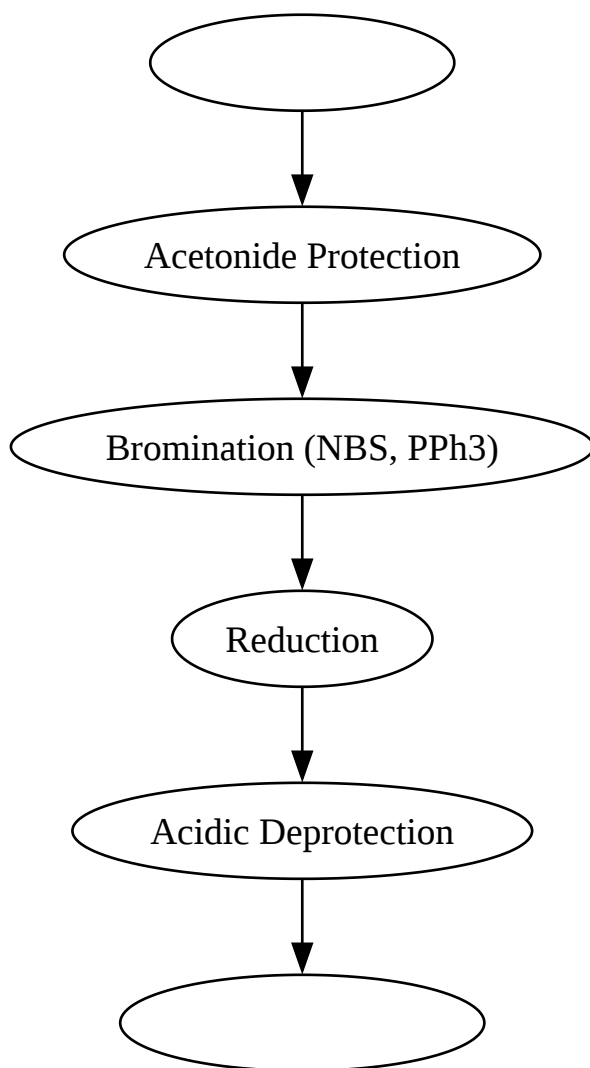 Acetonide Protection
Bromination (NBS, PPh3)
Reduction
Acidic Deprotection